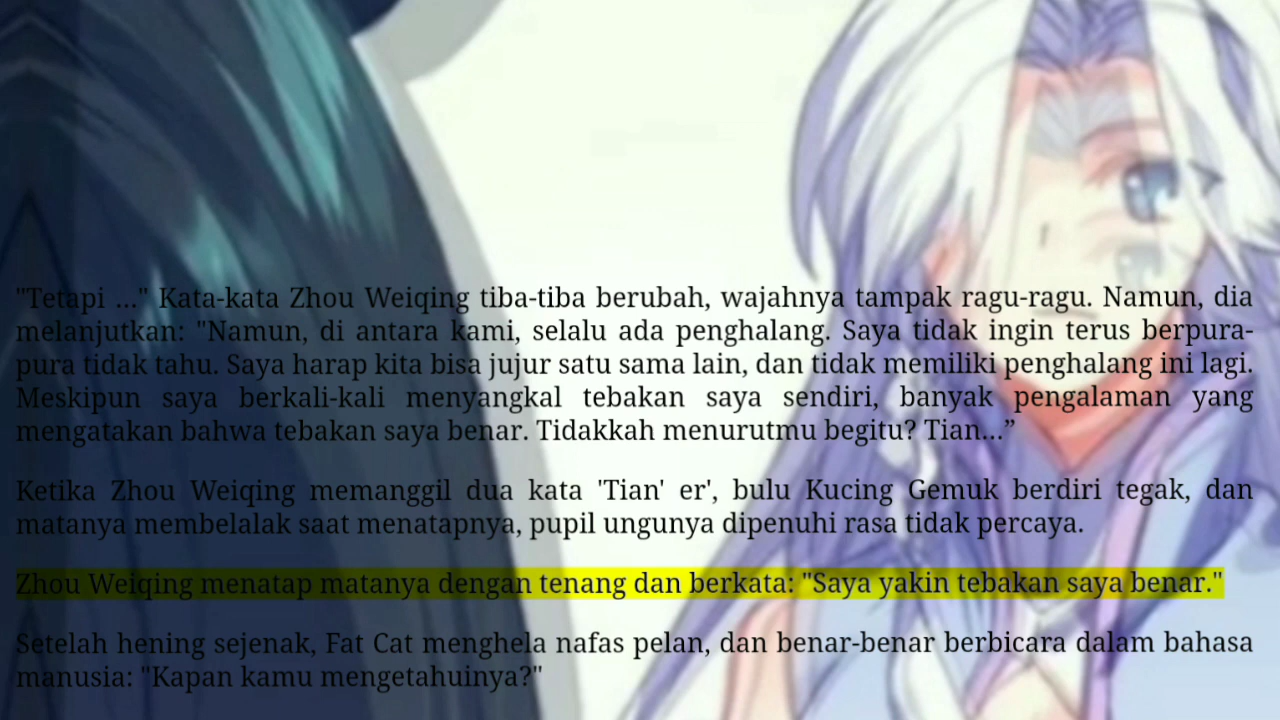 "Tetapi ..." Kata-kata Zhou Weiqing tiba-tiba berubah, wajahnya tampak ragu-ragu. Namun, dia
melanjutkan: "Namun, di antara kami, selalu ada penghalang. Saya tidak ingin terus berpura-
pura tidak tahu. Saya harap kita bisa jujur satu sama lain, dan tidak memiliki penghalang ini lagi.
Meskipun saya berkali-kali menyangkal tebakan saya sendiri, banyak pengalaman yang
mengatakan bahwa tebakan saya benar. Tidakkah menurutmu begitu? Tian…”
Ketika Zhou Weiqing memanggil dua kata 'Tian' er', bulu Kucing Gemuk berdiri tegak, dan
matanya membelalak saat menatapnya, pupil ungunya dipenuhi rasa tidak percaya.
Zhou Weiqing menatap matanya dengan tenang dan berkata: "Saya yakin tebakan saya benar."
Setelah hening sejenak, Fat Cat menghela nafas pelan, dan benar-benar berbicara dalam bahasa
manusia: "Kapan kamu mengetahuinya?"